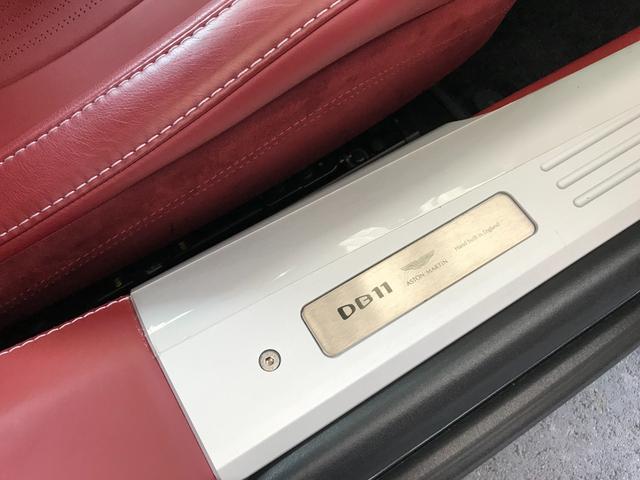 DB11
ASTON MARTIN
Hand built in England